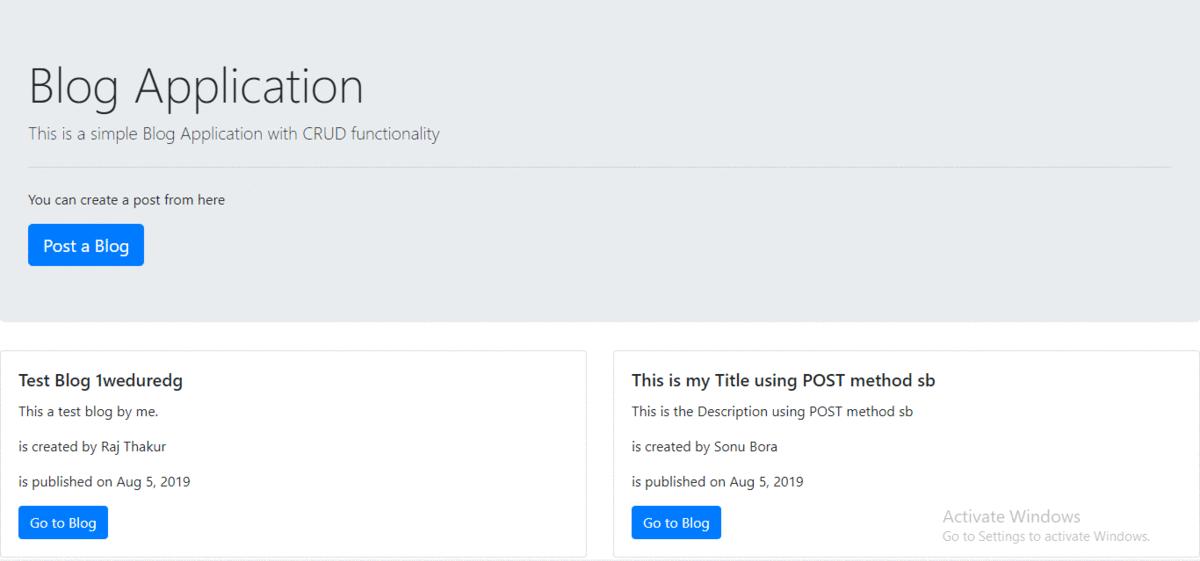 Blog Application
This is a simple Blog Application with CRUD functionality
You can create a post from here
Post a Blog
Test Blog 1weduredg
This a test blog by me.
is created by Raj Thakur
is published on Aug 5, 2019
Go to Blog
This is my Title using POST method sb
This is the Description using POST method sb
is created by Sonu Bora
is published on Aug 5, 2019
Go to Blog
Activate Windows
Go to Settings to activate Windows.